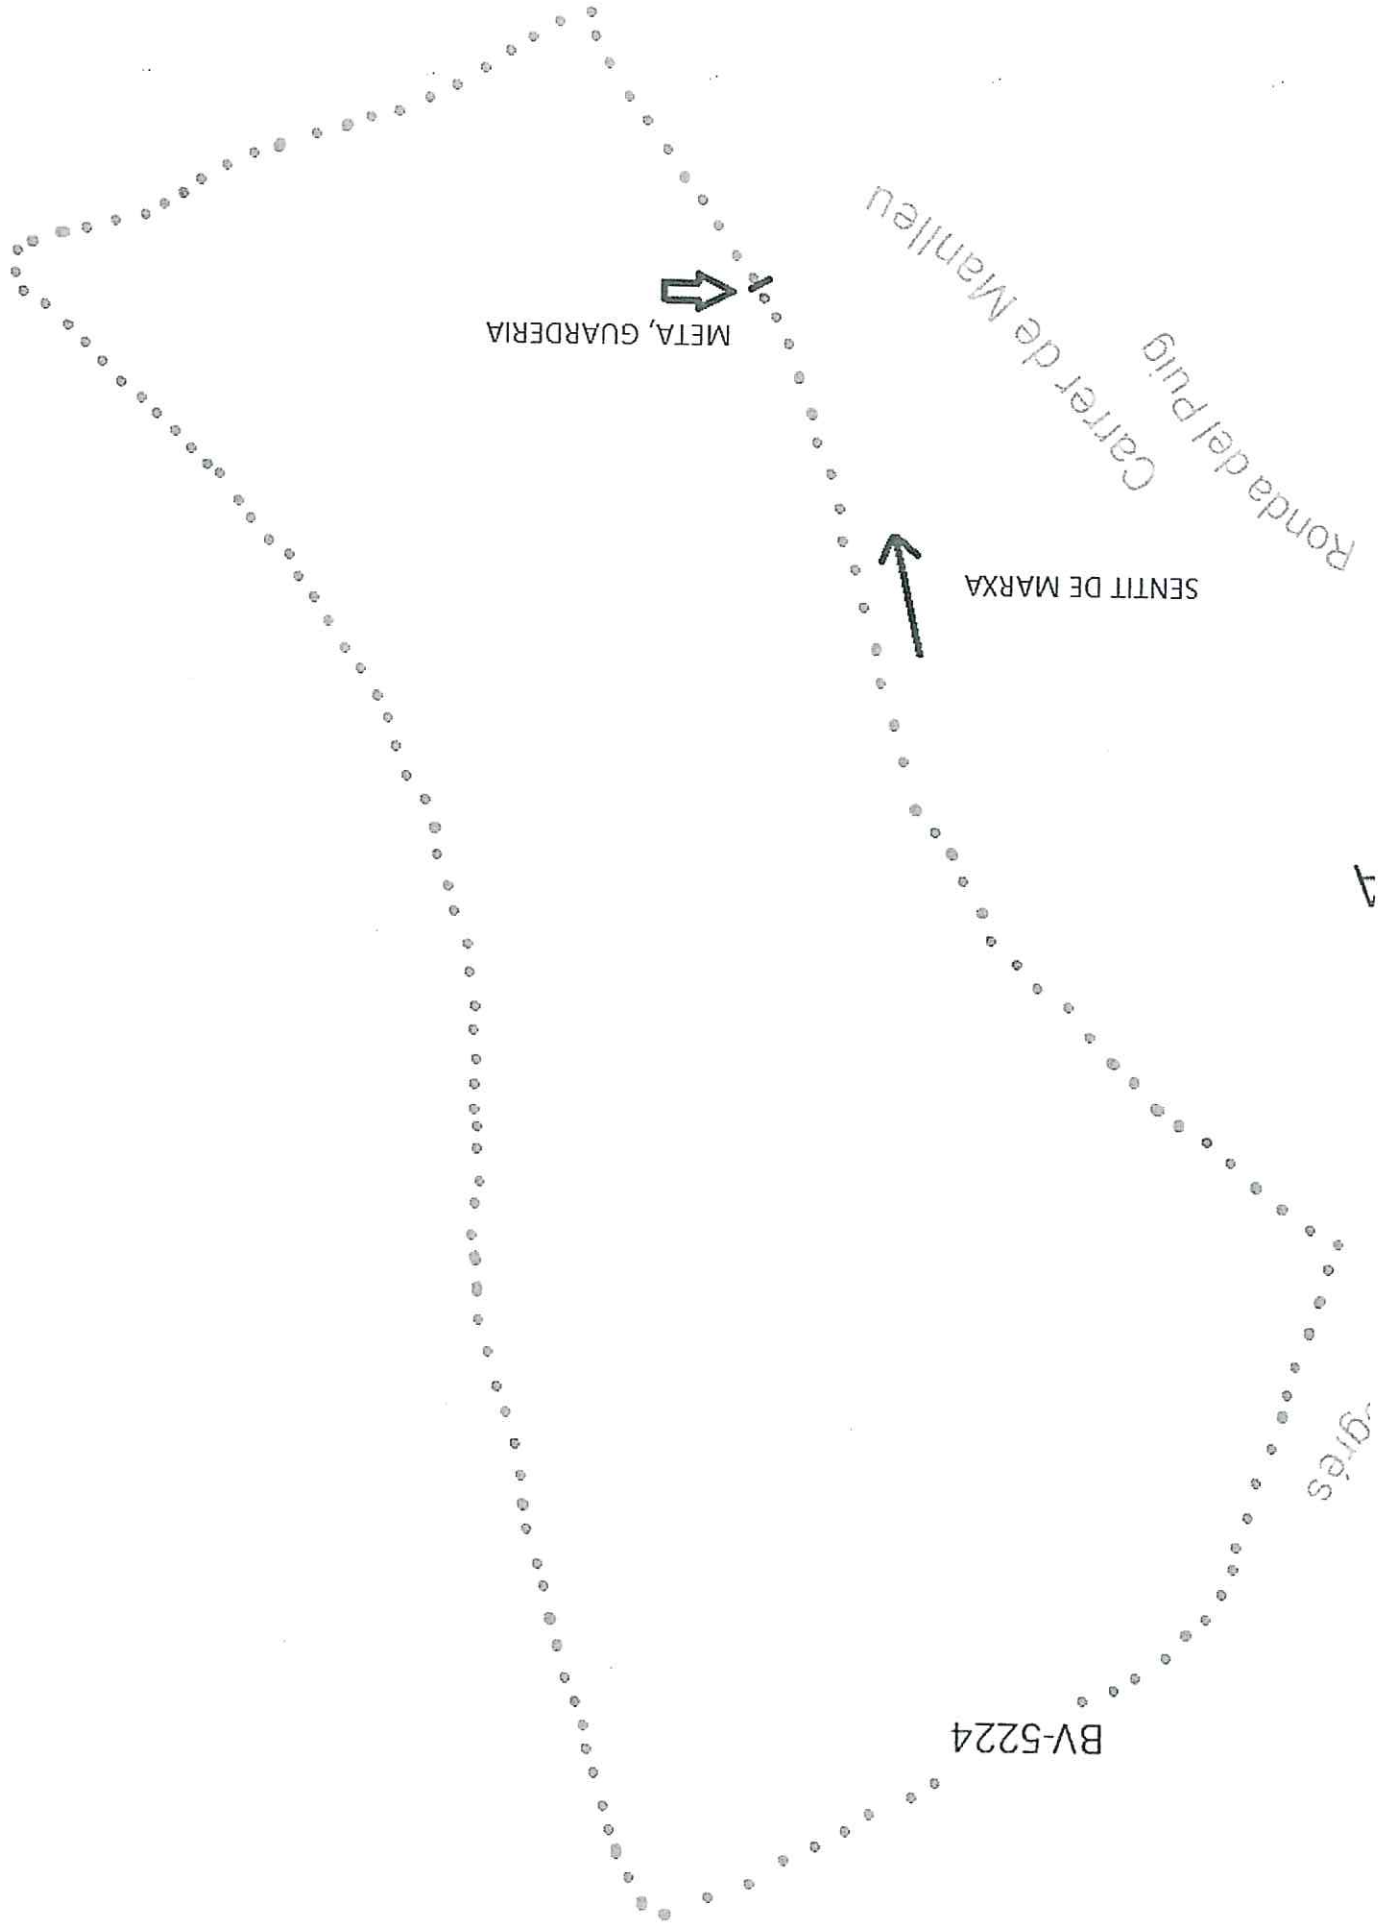 BV-5224
SENTIT DE MARXA
Ronda del Puig
Carrer de Manlleu
META, GUARDERIA